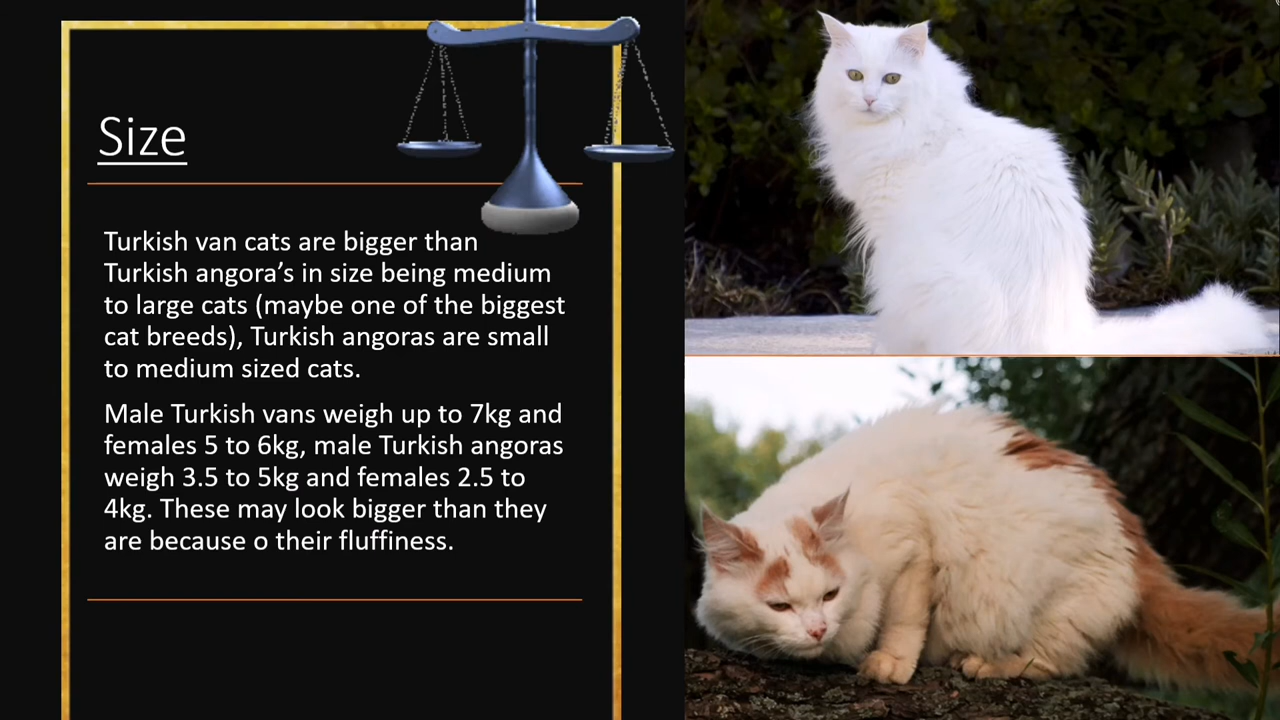 Size
Turkish van cats are bigger than
Turkish angora’s in size being medium
to large cats (maybe one of the biggest
cat breeds), Turkish angoras are small
to medium sized cats.
Male Turkish vans weigh up to 7kg and
females 5 to 6kg, male Turkish angoras
weigh 3.5 to 5kg and females 2.5 to
4kg. These may look bigger than they
are because o their fluffiness.